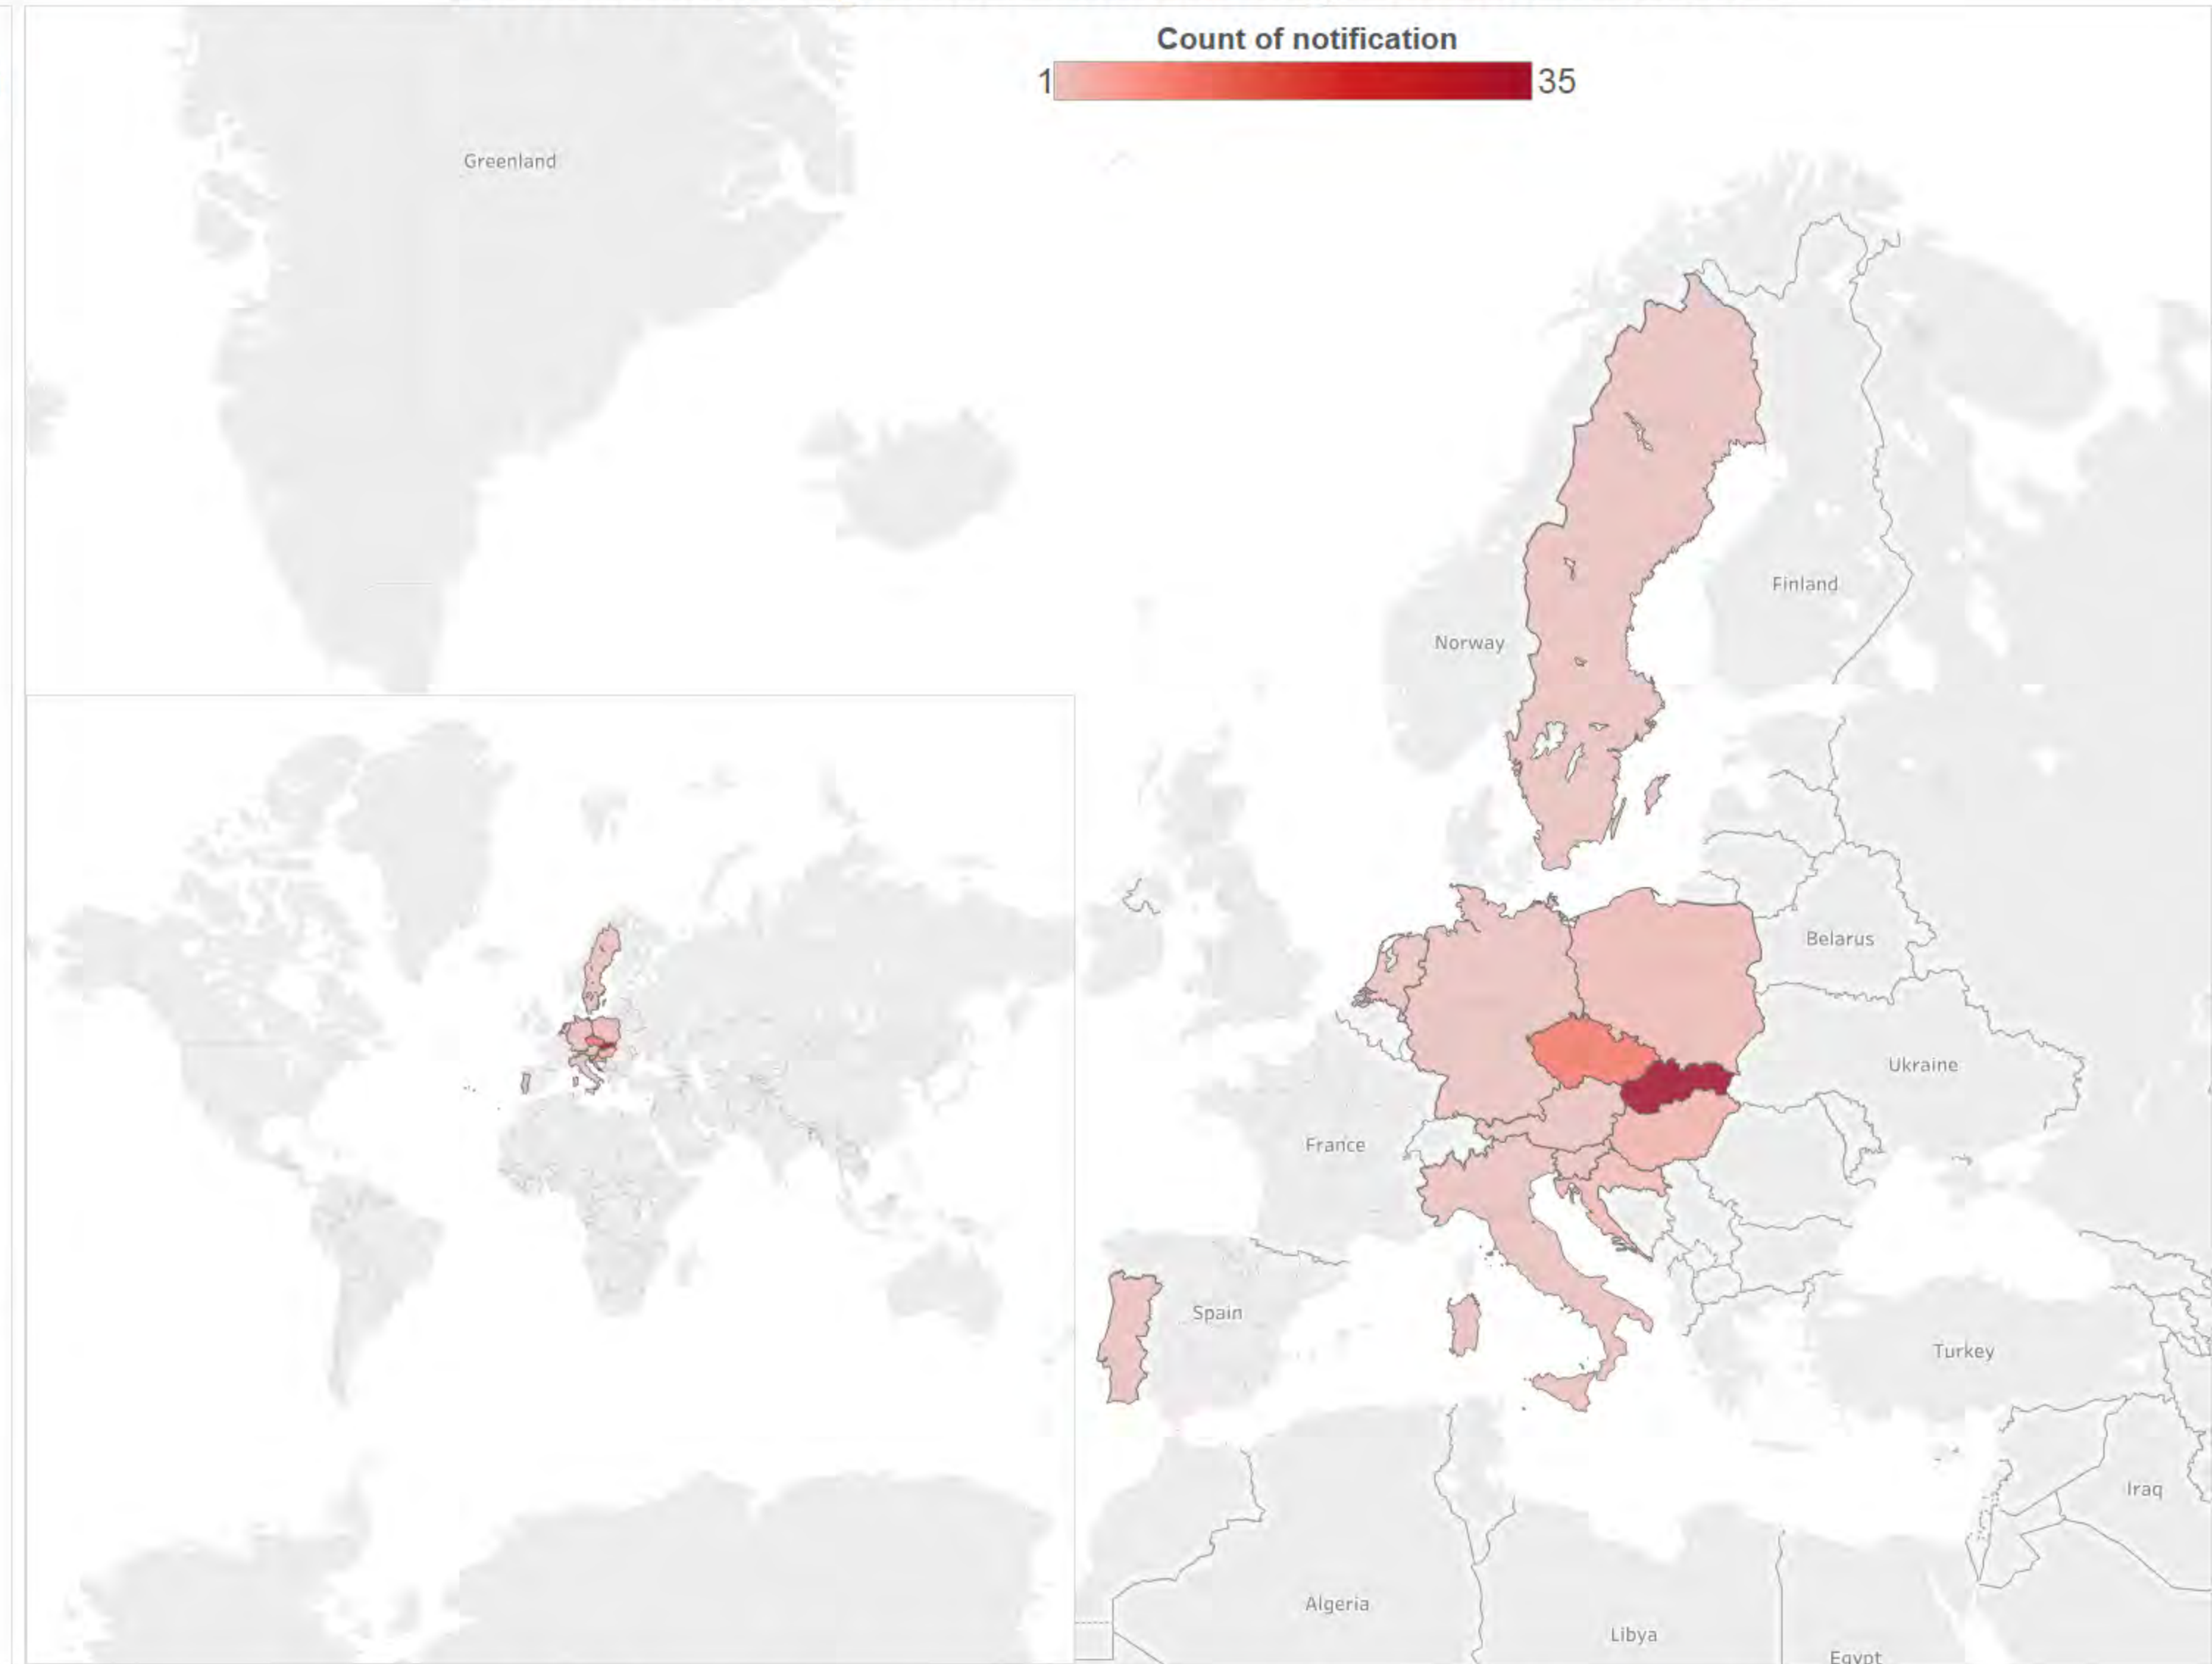 Count of notification
1 35
Greenland
Finland
Norway
Belarus
Ukraine
France
Spain
Turkey
Iraq
Algeria
Libya
Egypt